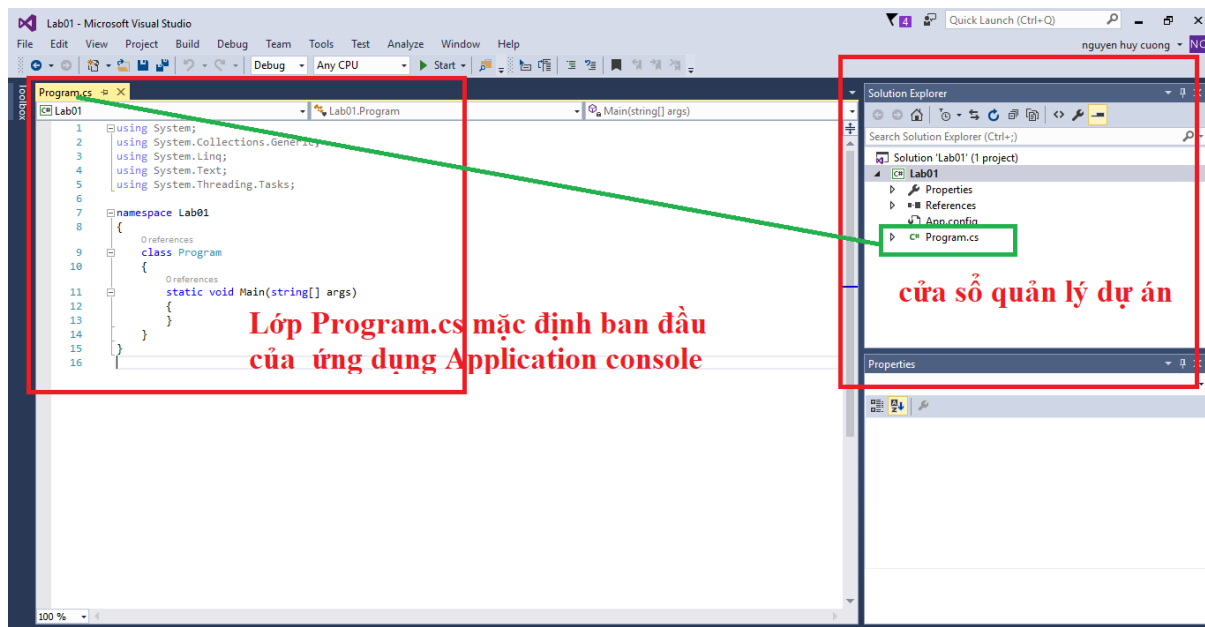 Lab01 - Microsoft Visual Studio
4
Quick Launch (Ctrl+Q)
File Edit View Project Build Debug Team Tools Test Analyze Window Help
nguyen huy cuong
NC
Debug Any CPU Start
Toolbox
Program.cs
Lab01 Lab01.Program Main(string[] args)
1 using System;
2 using System.Collections.Generic;
3 using System.Linq;
4 using System.Text;
5 using System.Threading.Tasks;
6
7 namespace Lab01
8 {
0 references
9 class Program
10 {
0 references
11 static void Main(string[] args)
12 {
13 }
14 }
15 }
16
Lớp Program.cs mặc định ban đầu
của ứng dụng Application console
100 %
Solution Explorer
Search Solution Explorer (Ctrl+;)
Solution 'Lab01' (1 project)
C# Lab01
Properties
References
App.config
C# Program.cs
cửa sổ quản lý dự án
Properties